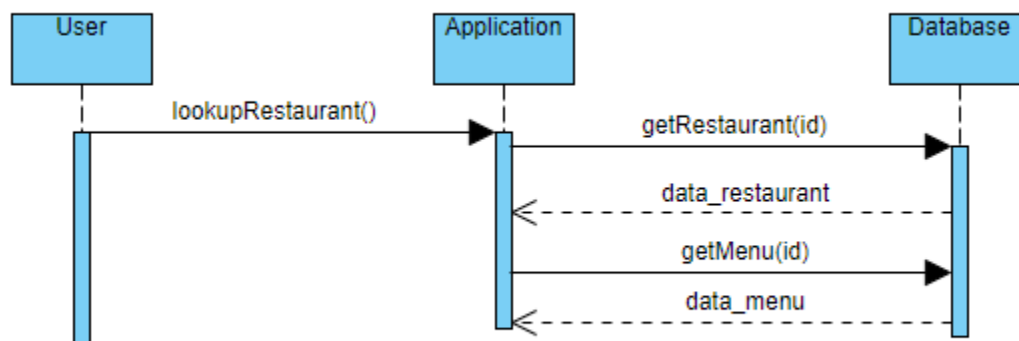 User
Application
Database
lookupRestaurant()
getRestaurant(id)
data_restaurant
getMenu(id)
data_menu